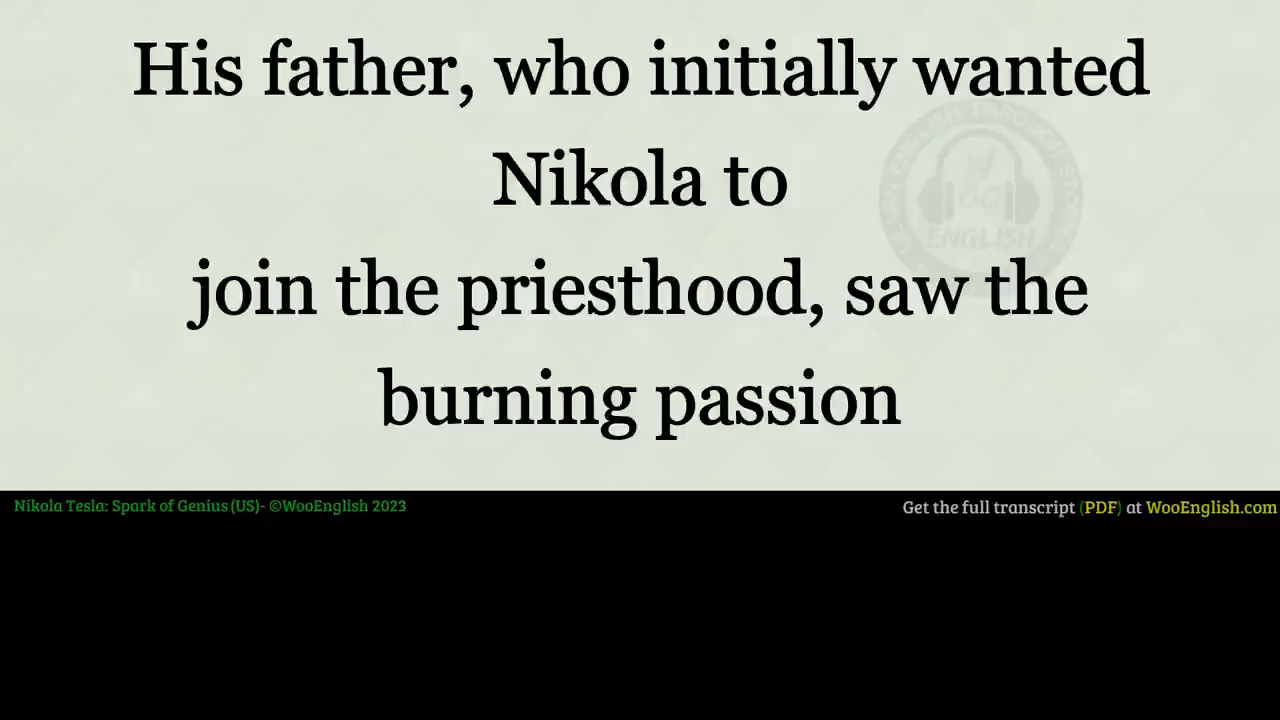 His father, who initially wanted
Nikola to
join the priesthood, saw the
burning passion
ENGLISH
Nikola Tesla: Spark of Genius (US)- ©WooEnglish 2023
Get the full transcript (PDF) at WooEnglish.com